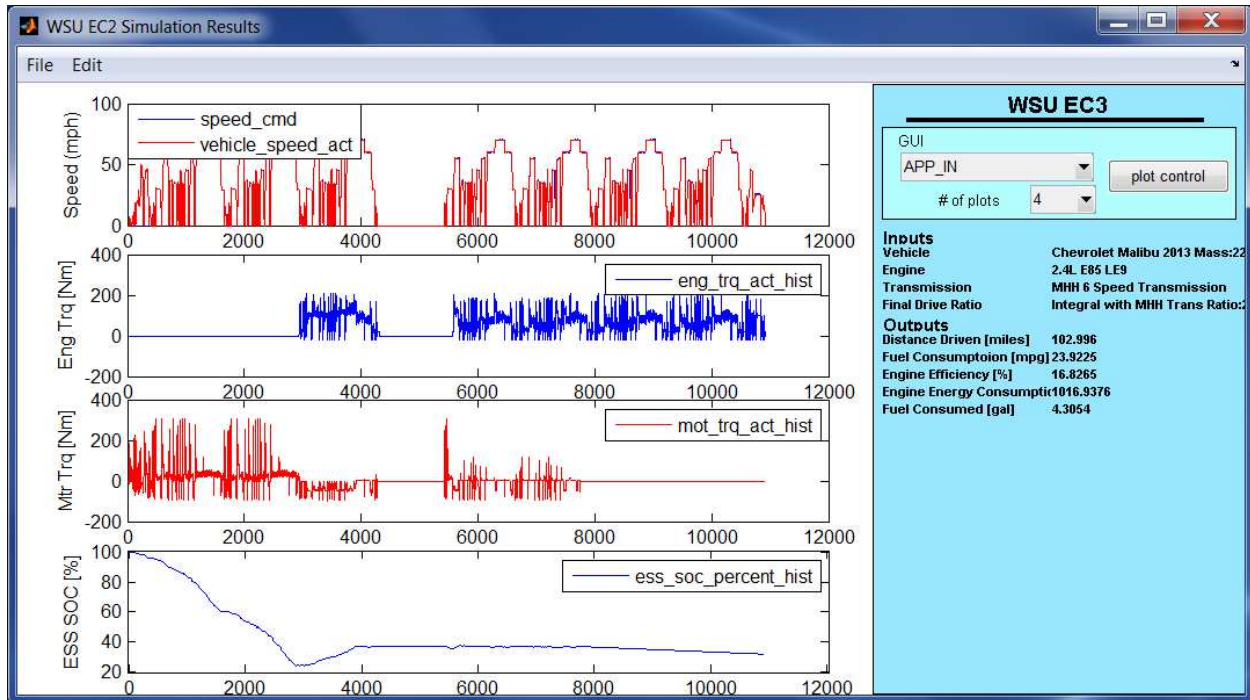 WSU EC2 Simulation Results
File Edit
100
50
0
Speed (mph)
speed_cmd
vehicle_speed_act
0 2000 4000 6000 8000 10000 12000
400
200
0
-200
Eng Trq [Nm]
eng_trq_act_hist
0 2000 4000 6000 8000 10000 12000
400
200
0
-200
Mtr Trq [Nm]
mot_trq_act_hist
0 2000 4000 6000 8000 10000 12000
100
80
60
40
20
ESS SOC [%]
ess_soc_percent_hist
0 2000 4000 6000 8000 10000 12000
WSU EC3
GUI
APP_IN
plot control
# of plots 4
Inputs
Vehicle Chevrolet Malibu 2013 Mass:22
Engine 2.4L E85 LE9
Transmission MHH 6 Speed Transmission
Final Drive Ratio Integral with MHH Trans Ratio:2
Outputs
Distance Driven [miles] 102.996
Fuel Consumptoion [mpg] 23.9225
Engine Efficiency [%] 16.8265
Engine Energy Consumptic 1016.9376
Fuel Consumed [gal] 4.3054